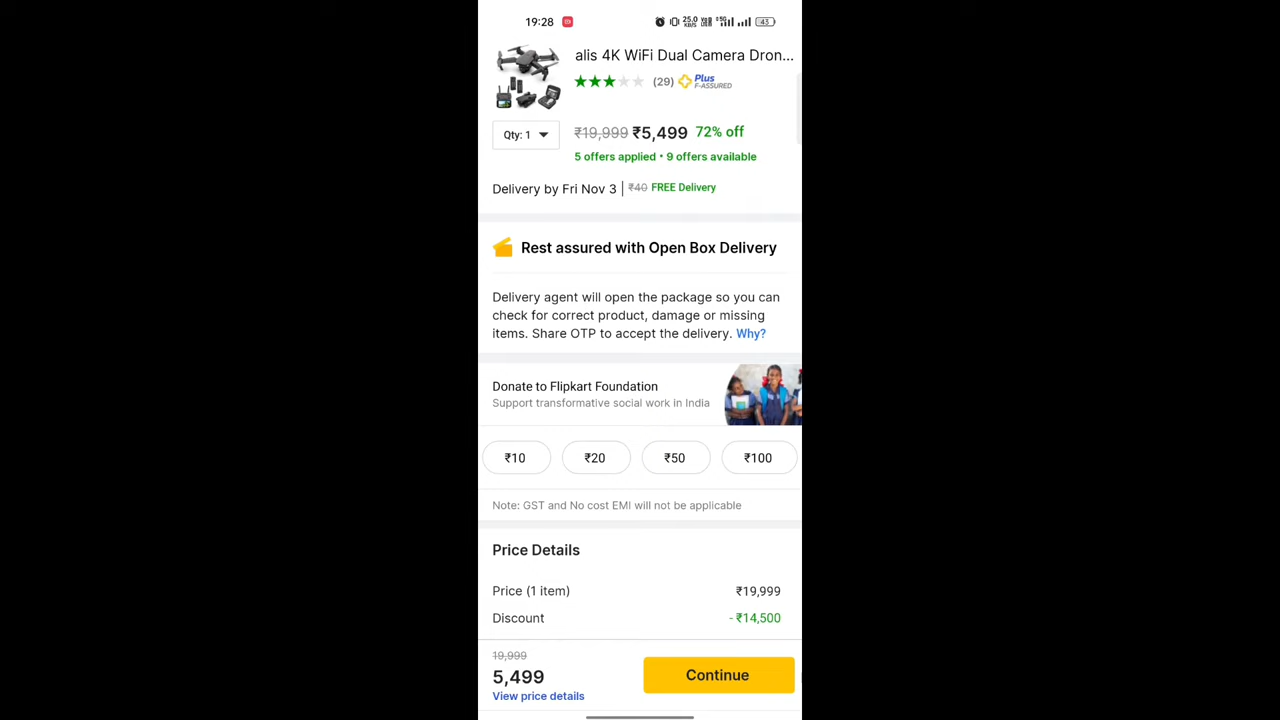 19:28
25.0 KB/S
5G
43
alis 4K WiFi Dual Camera Dron...
(29) Plus F-ASSURED
Qty: 1
₹19,999 ₹5,499 72% off
5 offers applied • 9 offers available
Delivery by Fri Nov 3 | ₹40 FREE Delivery
Rest assured with Open Box Delivery
Delivery agent will open the package so you can
check for correct product, damage or missing
items. Share OTP to accept the delivery. Why?
Donate to Flipkart Foundation
Support transformative social work in India
₹10 ₹20 ₹50 ₹100
Note: GST and No cost EMI will not be applicable
Price Details
Price (1 item) ₹19,999
Discount - ₹14,500
19,999
5,499
View price details
Continue